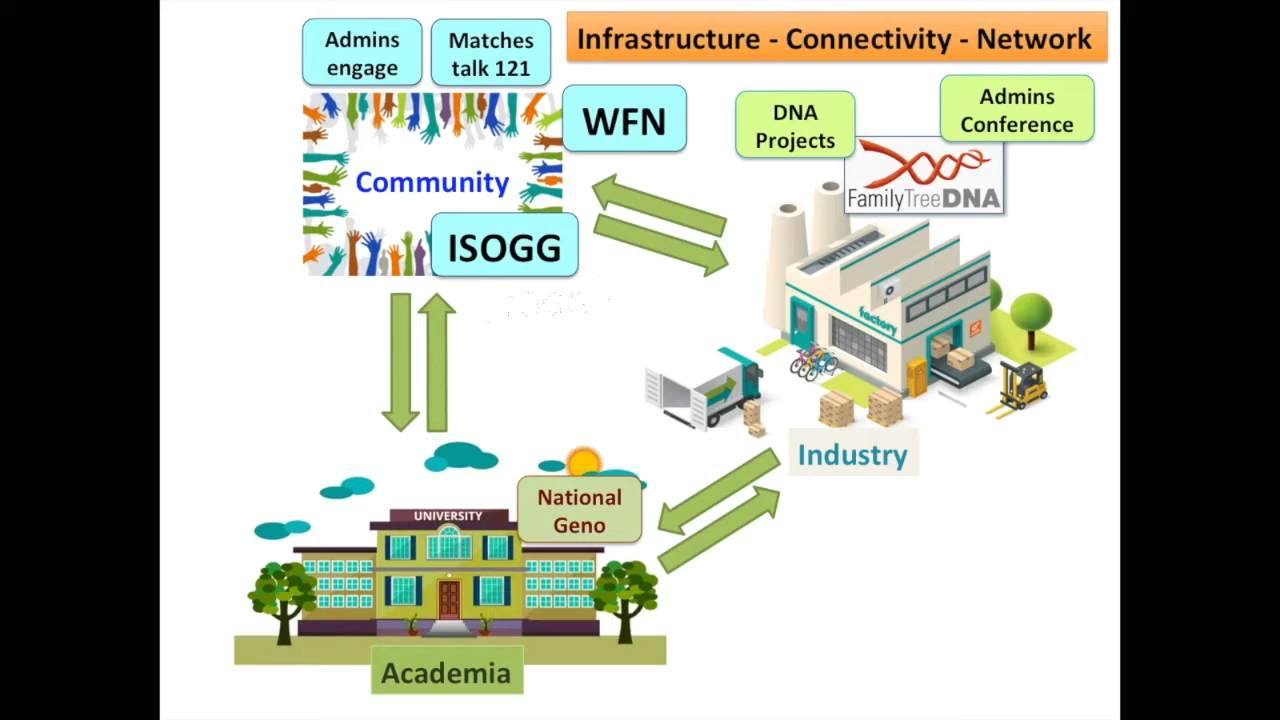 Infrastructure - Connectivity - Network
Admins
engage
Matches
talk 121
WFN
Community
ISOGG
DNA
Projects
Admins
Conference
FamilyTreeDNA
factory
Industry
National
Geno
UNIVERSITY
Academia